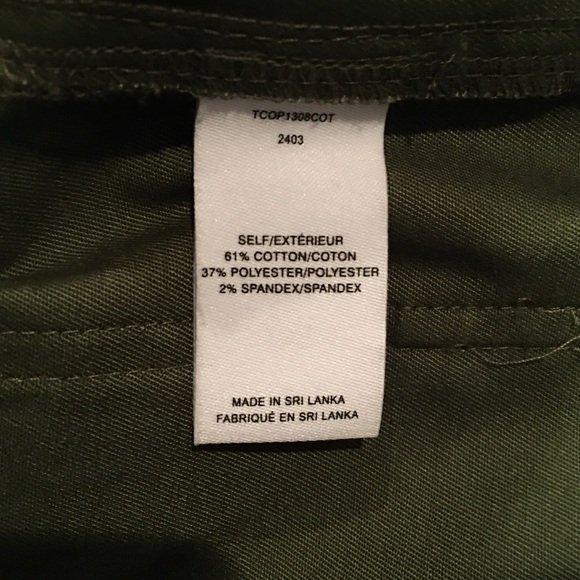 TCOP1308COT
2403
SELF/EXTÉRIEUR
61% COTTON/COTON
37% POLYESTER/POLYESTER
2% SPANDEX/SPANDEX
MADE IN SRI LANKA
FABRIQUÉ EN SRI LANKA